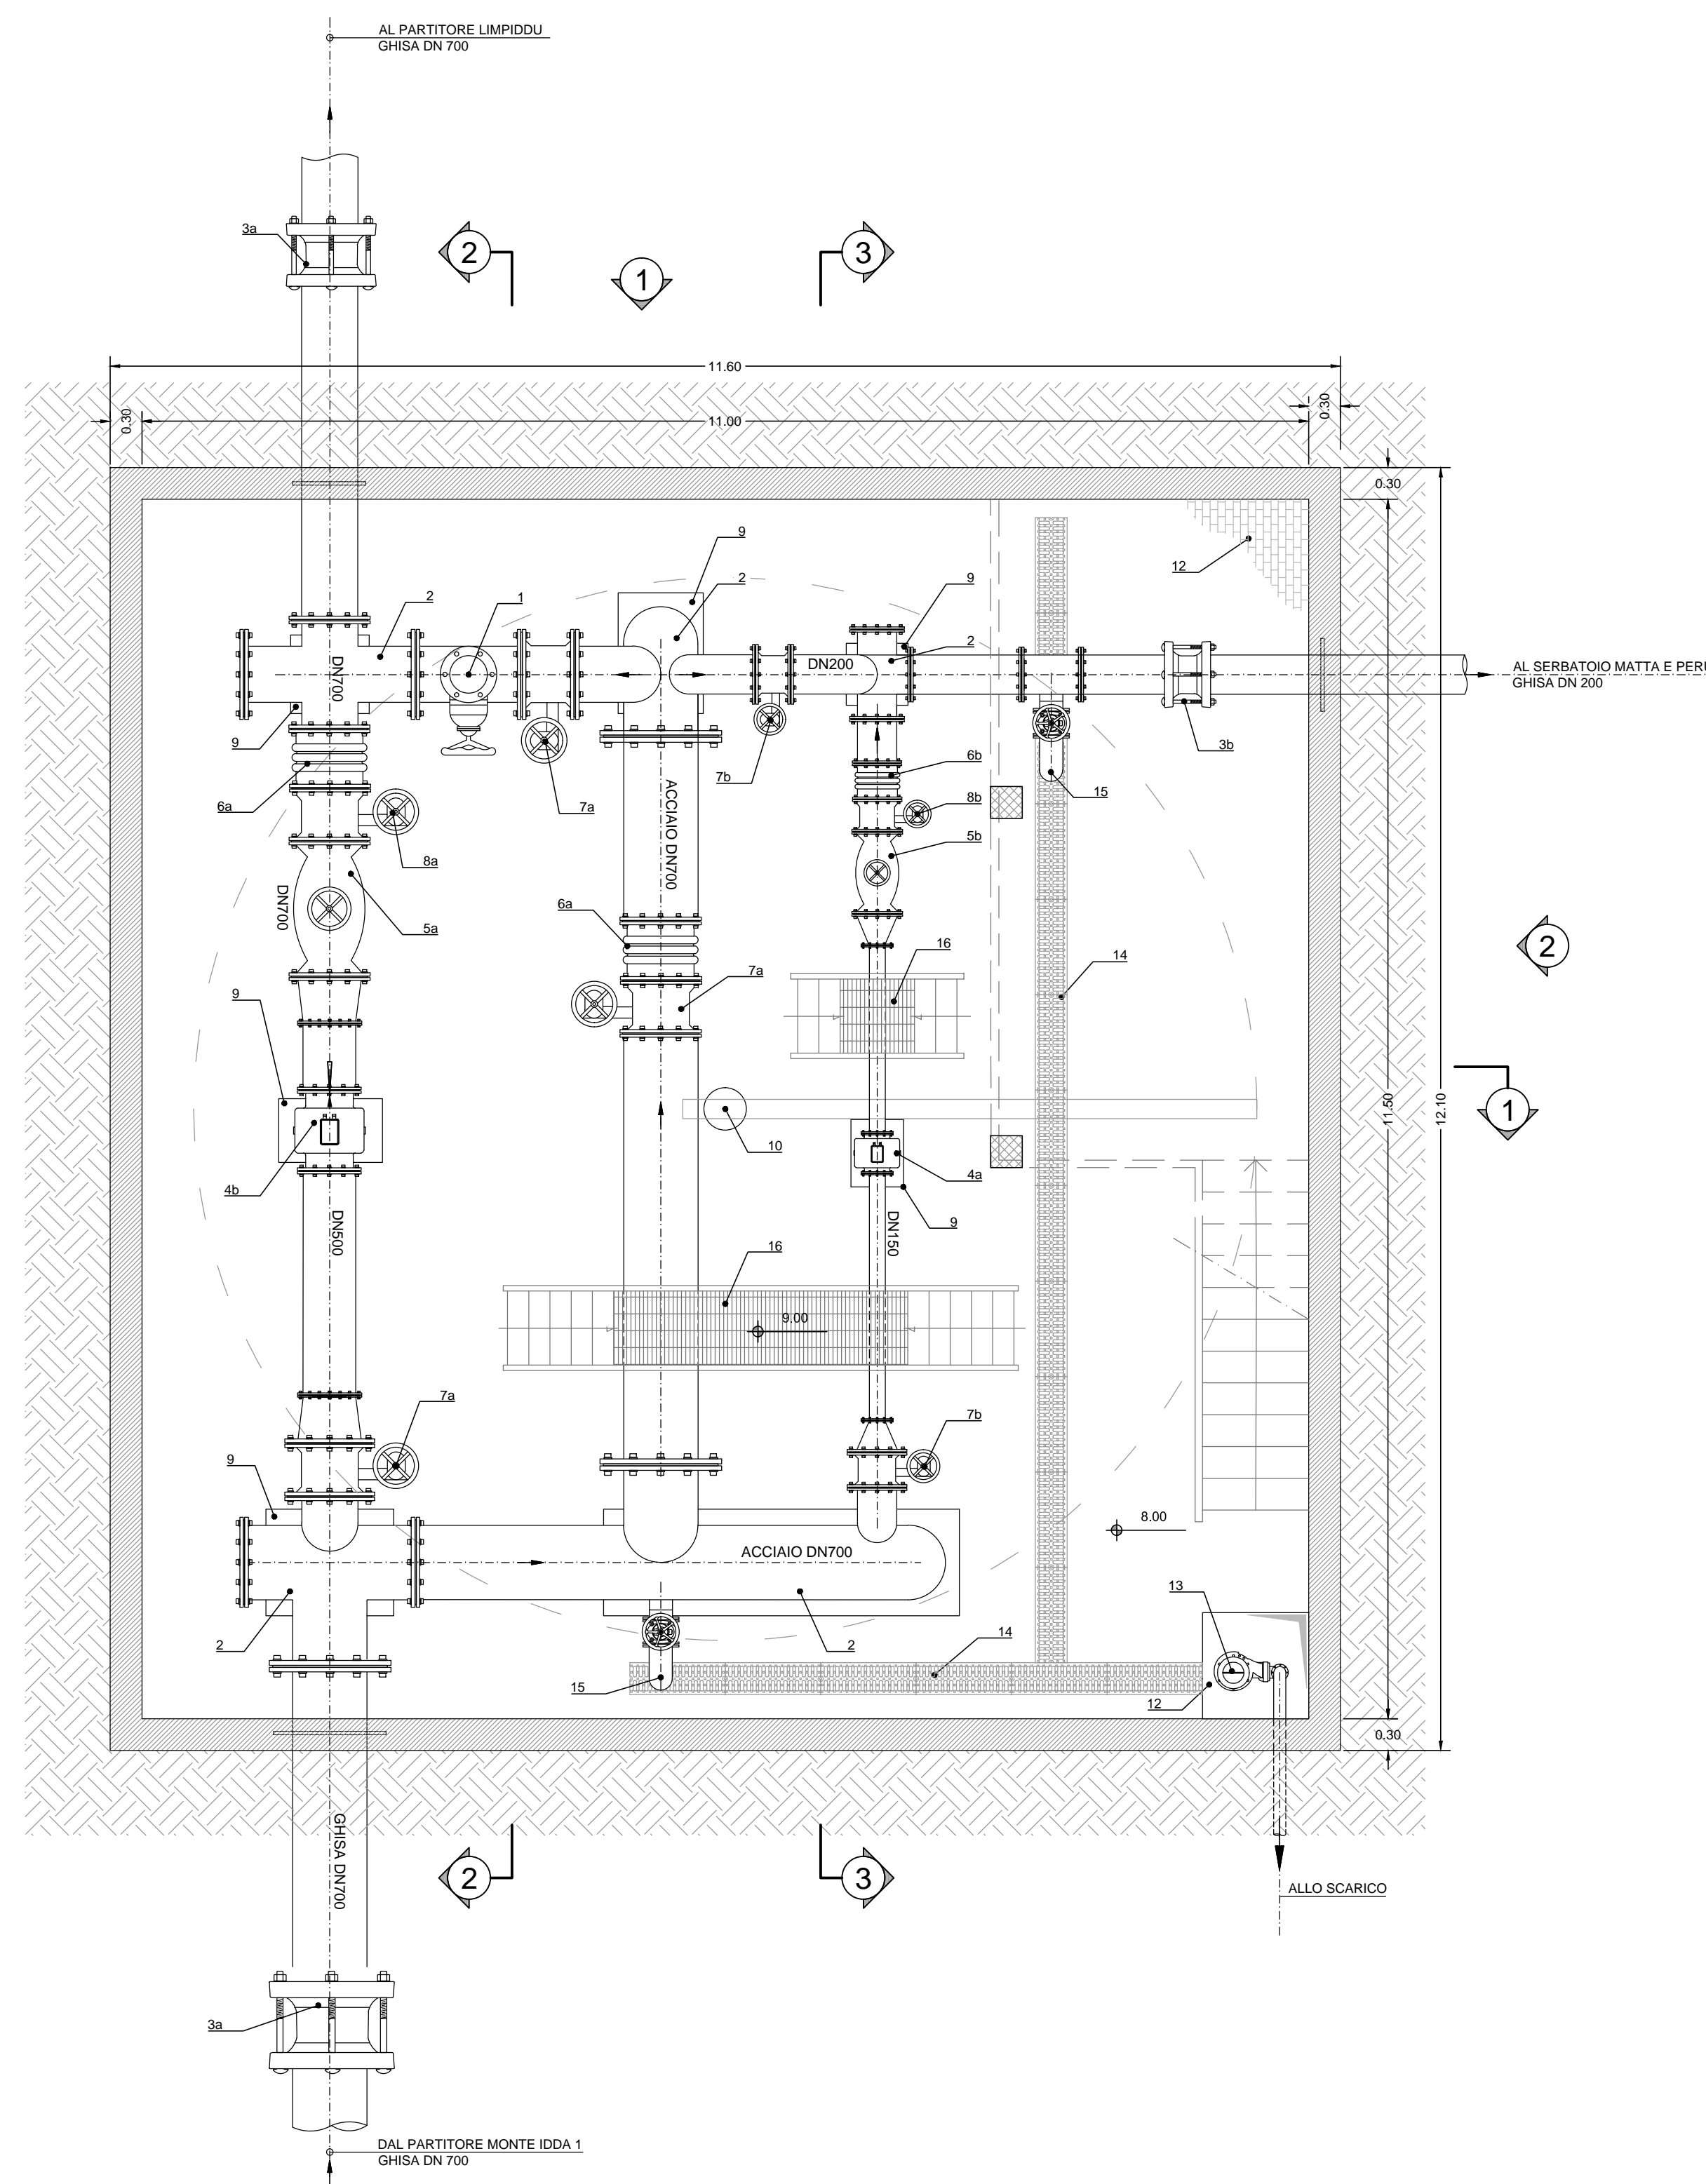 AL PARTITORE LIMPIDDU
GHISA DN 700
3a
2
3
1
11.60
0.30
11.00
0.30
0.30
9
12
2
9
1
2
2
DN700
DN200
AL SERBATOIO MATTA E PERU
GHISA DN 200
9
3b
6b
7b
6a
7a
15
8b
ACCIAIO DN700
8a
5b
DN700
6a
5a
16
2
7a
14
9
11.50
12.10
1
10
4a
4b
9
DN500
DN150
16
9.00
7a
7b
9
8.00
ACCIAIO DN700
13
2
2
14
15
12
0.30
GHISA DN700
2
3
ALLO SCARICO
3a
DAL PARTITORE MONTE IDDA 1
GHISA DN 700